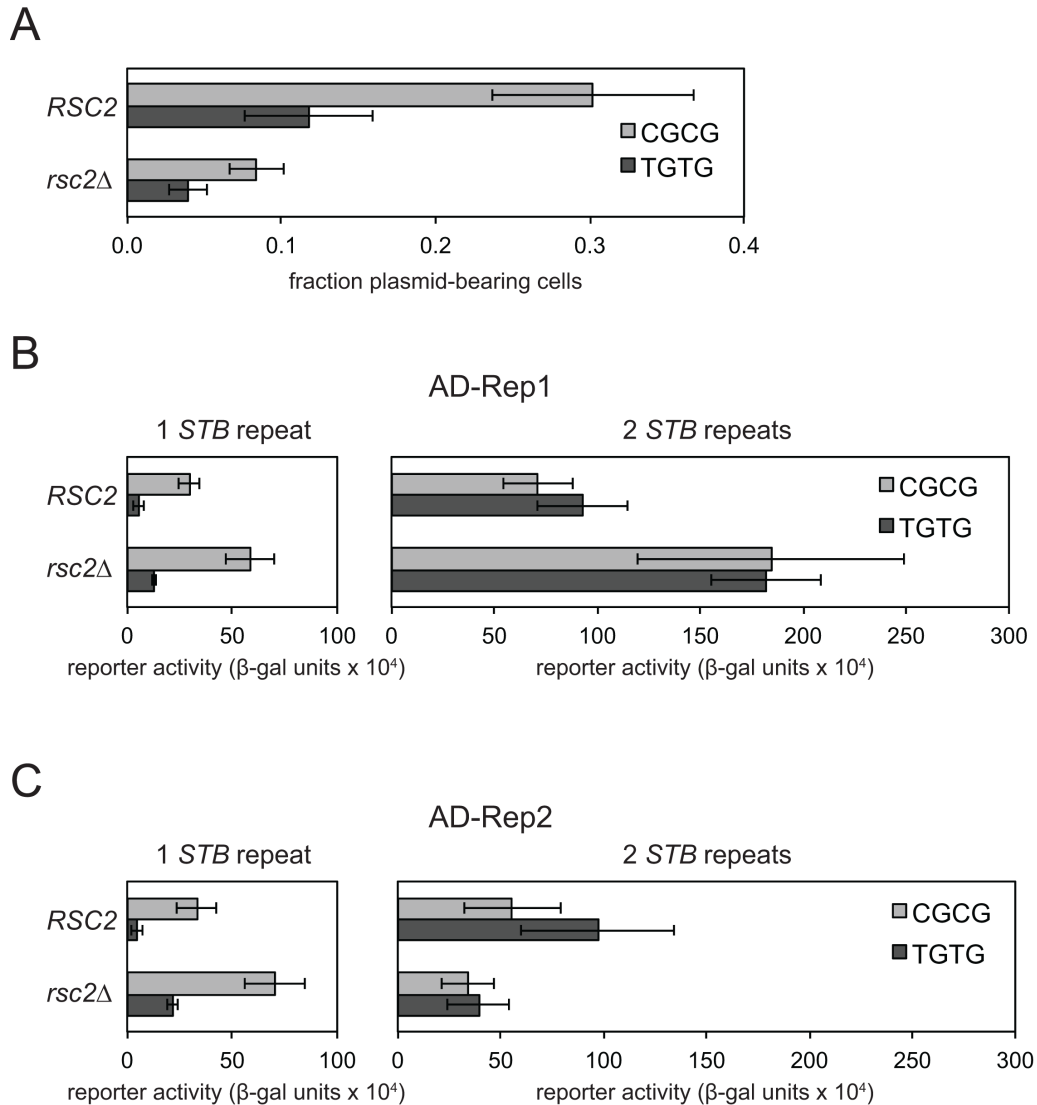 A
RSC2
rsc2Δ
CGCG
TGTG
0.0 0.1 0.2 0.3 0.4
fraction plasmid-bearing cells
B
AD-Rep1
1 STB repeat 2 STB repeats
RSC2
rsc2Δ
CGCG
TGTG
0 50 100 0 50 100 150 200 250 300
reporter activity (β-gal units x 10⁴) reporter activity (β-gal units x 10⁴)
C
AD-Rep2
1 STB repeat 2 STB repeats
RSC2
rsc2Δ
CGCG
TGTG
0 50 100 0 50 100 150 200 250 300
reporter activity (β-gal units x 10⁴) reporter activity (β-gal units x 10⁴)